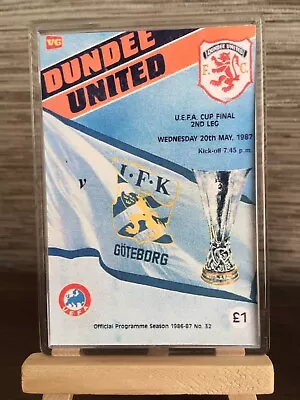 VG
DUNDEE
UNITED
DUNDEE UNITED
F. C.
U.E.F.A. CUP FINAL
2ND LEG
WEDNESDAY 20th MAY, 1987
Kick-off 7.45 p.m.
v
I.F.K
GÖTEBORG
UEFA
£1
Official Programme Season 1986-87 No. 32